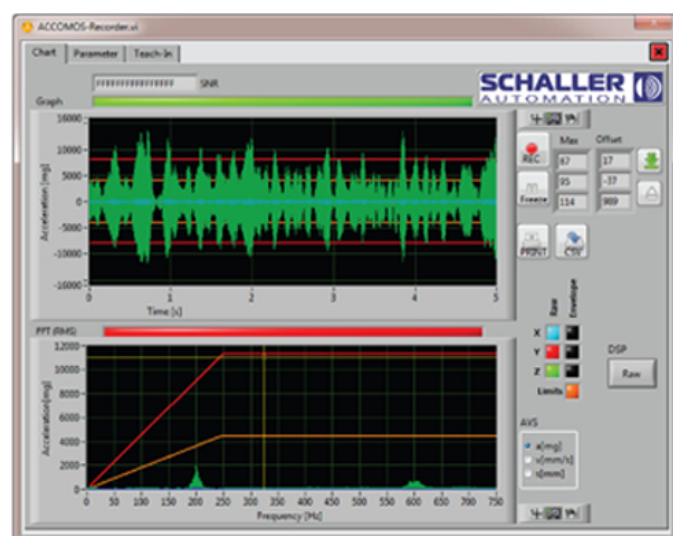 ACCOMOS-Recorder.vi
Chart Parameter Teach-In
FFFFFFFFFFFFFFFF SNR
SCHALLER
AUTOMATION
Graph
16000
10000
5000
0
-5000
-10000
-16000
Acceleration [mg]
0 1 2 3 4 5
Time [s]
REC
Freeze
Max Offset
67 17
95 -37
114 989
PRINT CSV
Raw Envelope
X
Y
Z
Limits
DSP
Raw
AVS
a[mg]
v[mm/s]
s[mm]
FFT (RMS)
12000
10000
8000
6000
4000
2000
0
Acceleration[mg]
0 50 100 150 200 250 300 350 400 450 500 550 600 650 700 750
Frequency [Hz]